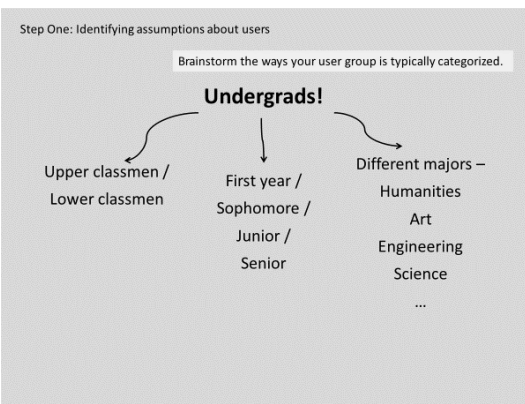 Step One: Identifying assumptions about users
Brainstorm the ways your user group is typically categorized.
Undergrads!
Upper classmen /
Lower classmen
First year /
Sophomore /
Junior /
Senior
Different majors –
Humanities
Art
Engineering
Science
...